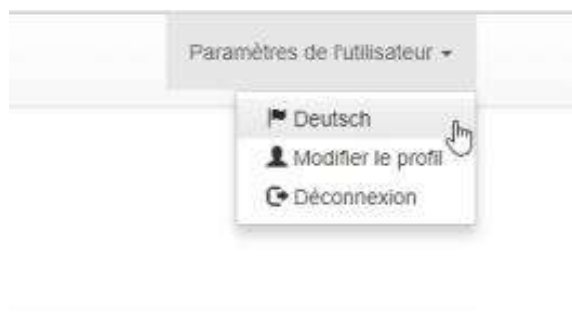 Paramètres de l'utilisateur
Deutsch
Modifier le profil
Déconnexion